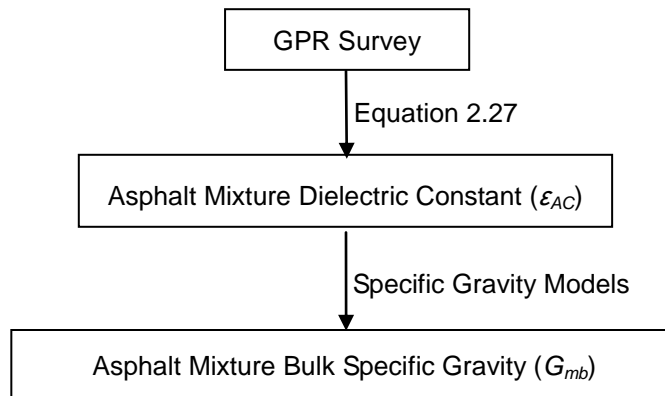 GPR Survey
Equation 2.27
Asphalt Mixture Dielectric Constant (εAC)
Specific Gravity Models
Asphalt Mixture Bulk Specific Gravity (Gmb)